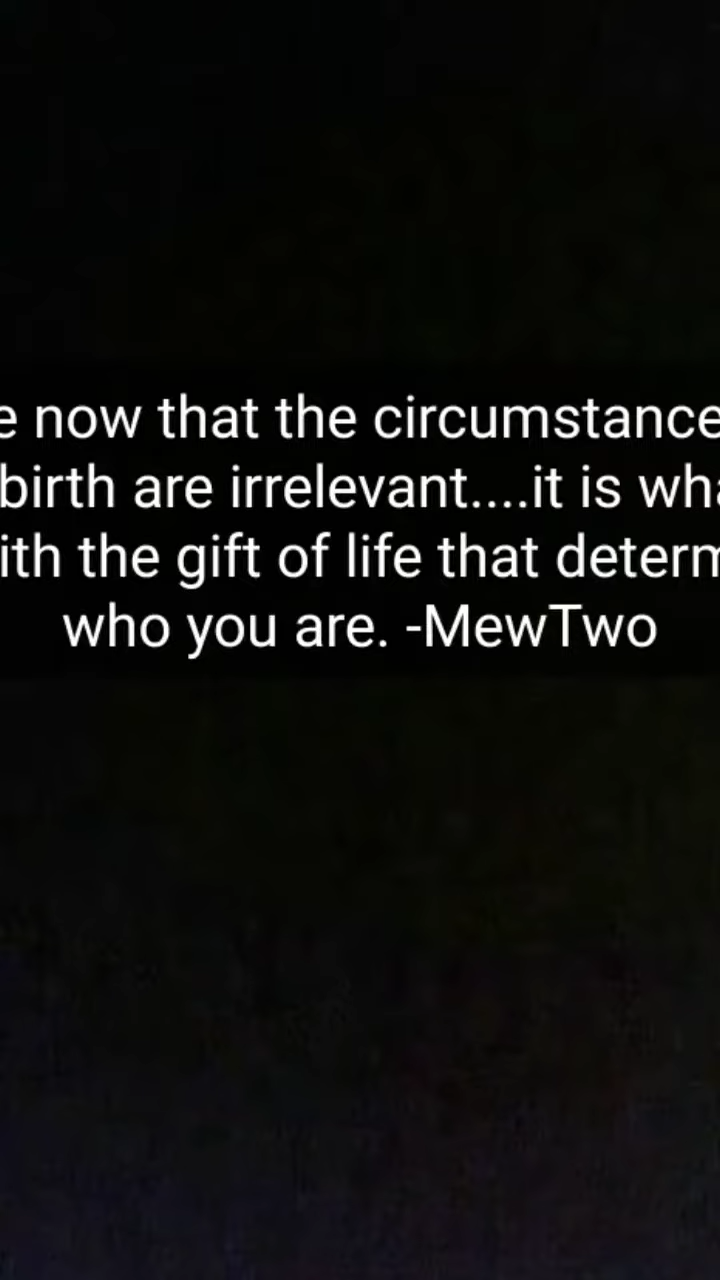 e now that the circumstance
birth are irrelevant....it is wha
ith the gift of life that determ
who you are. -MewTwo